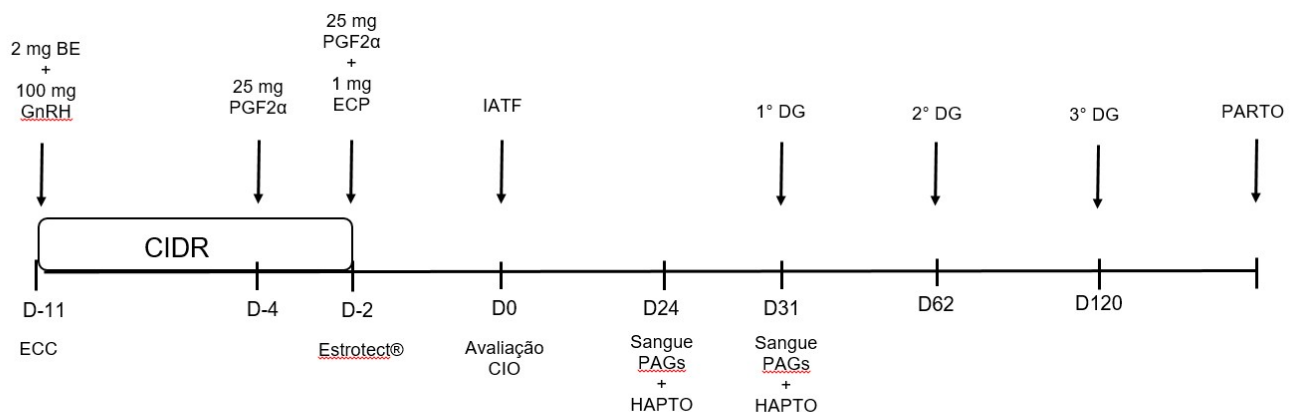 2 mg BE
+
100 mg
GnRH
25 mg
PGF2α
25 mg
PGF2α
+
1 mg
ECP
IATF
1° DG
2° DG
3° DG
PARTO
CIDR
D-11
D-4
D-2
D0
D24
D31
D62
D120
ECC
Estrotect®
Avaliação
CIO
Sangue
PAGs
+
HAPTO
Sangue
PAGs
+
HAPTO